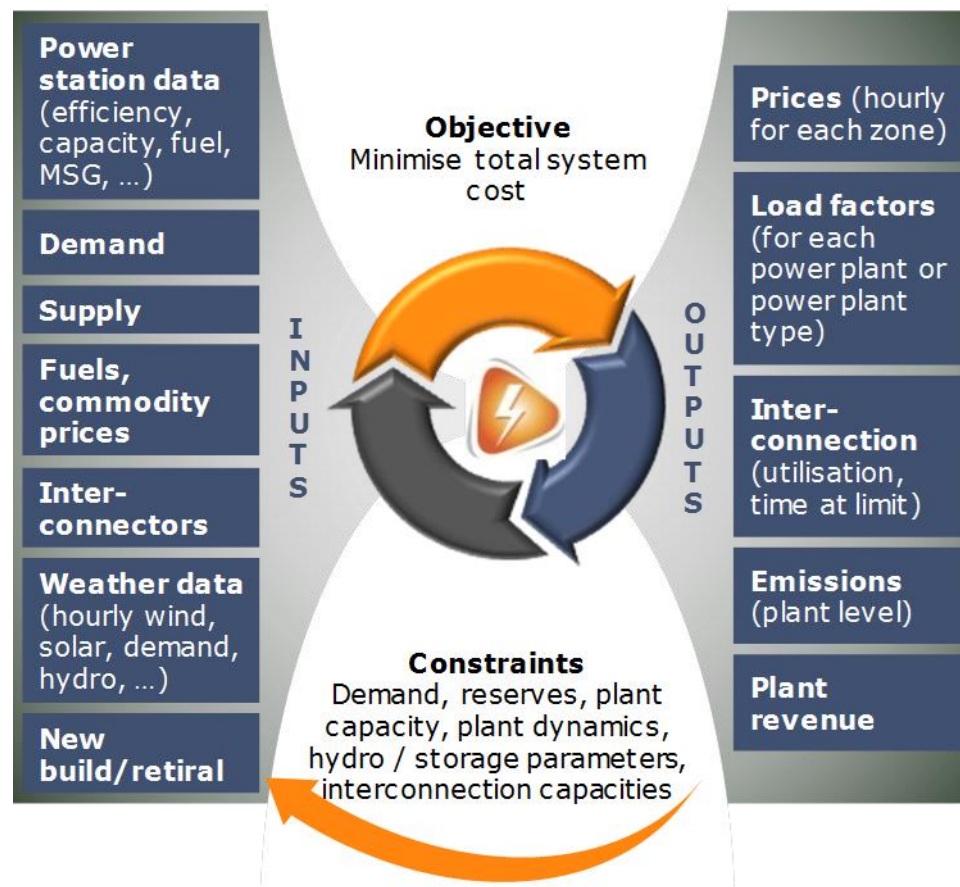 Power
station data
(efficiency,
capacity, fuel,
MSG, ...)
Demand
Supply
Fuels,
commodity
prices
Inter-
connectors
Weather data
(hourly wind,
solar, demand,
hydro, ...)
New
build/retiral
INPUTS
Objective
Minimise total system
cost
Constraints
Demand, reserves, plant
capacity, plant dynamics,
hydro / storage parameters,
interconnection capacities
OUTPUTS
Prices (hourly
for each zone)
Load factors
(for each
power plant or
power plant
type)
Inter-
connection
(utilisation,
time at limit)
Emissions
(plant level)
Plant
revenue